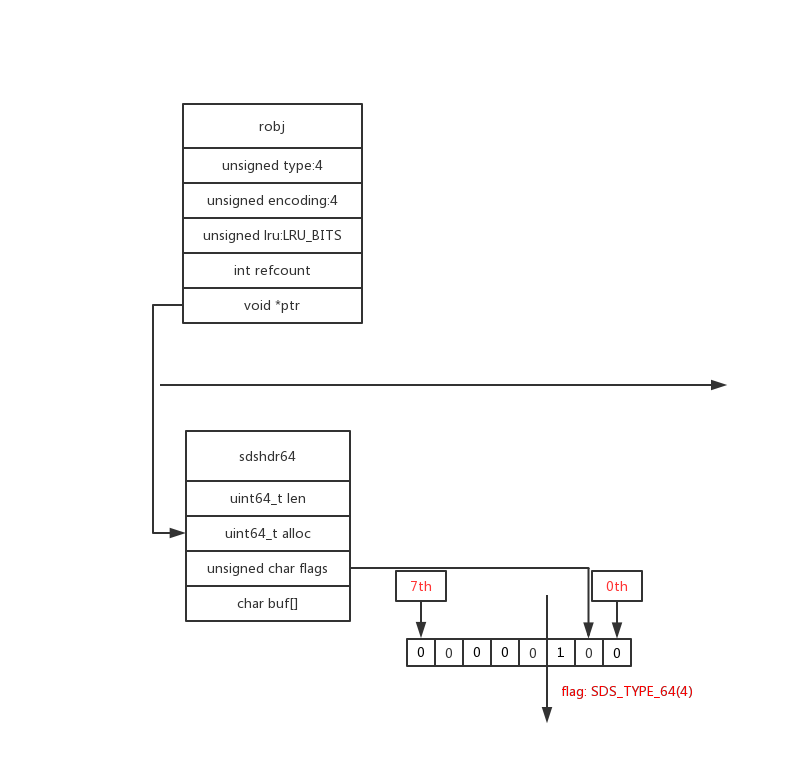 robj
unsigned type:4
unsigned encoding:4
unsigned lru:LRU_BITS
int refcount
void *ptr
sdshdr64
uint64_t len
uint64_t alloc
unsigned char flags
char buf[]
7th
0th
0 0 0 0 0 1 0 0
flag: SDS_TYPE_64(4)